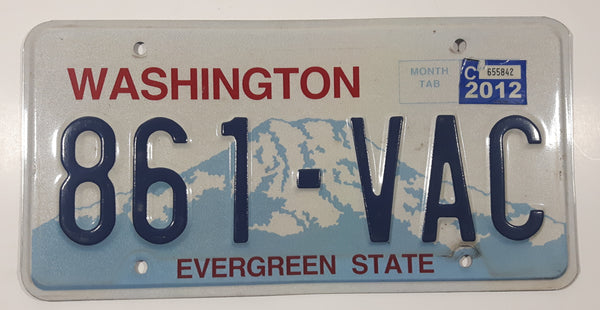 WASHINGTON
MONTH
TAB
C 655842
2012
861-VAC
EVERGREEN STATE